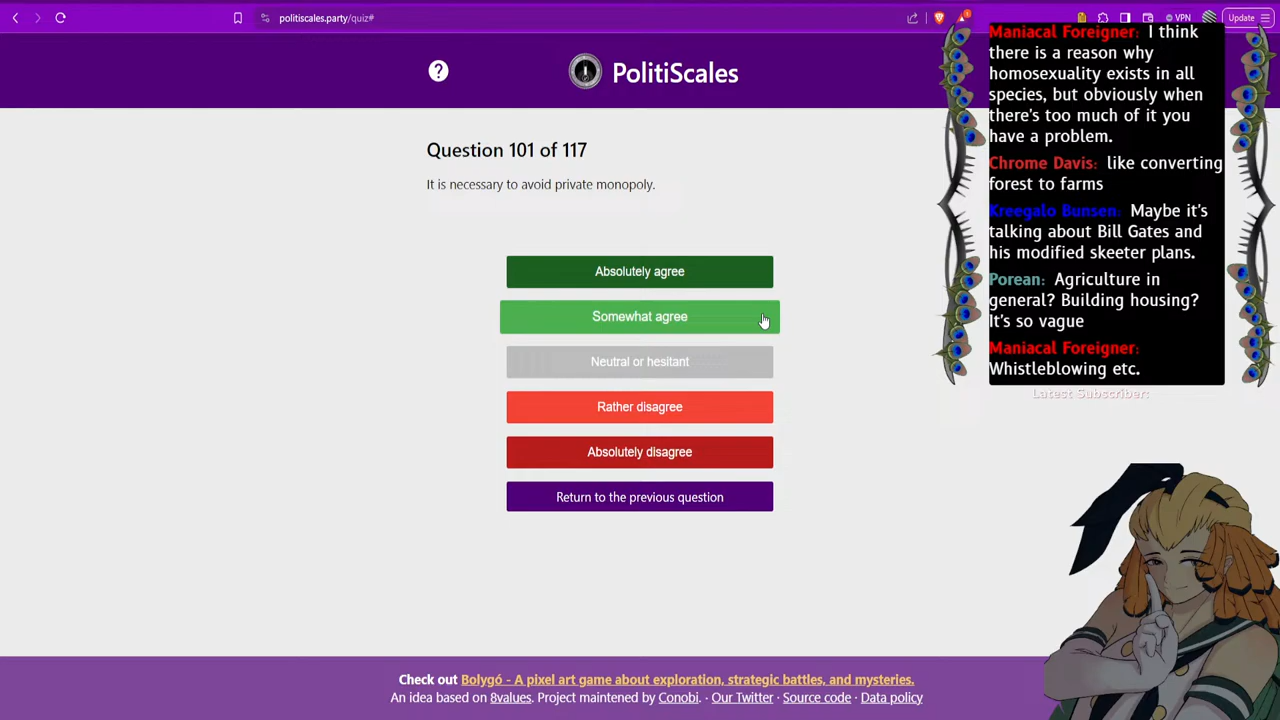 politiscales.party/quiz#
VPN
Update
PolitiScales
Question 101 of 117
It is necessary to avoid private monopoly.
Absolutely agree
Somewhat agree
Neutral or hesitant
Rather disagree
Absolutely disagree
Return to the previous question
Maniacal Foreigner: I think
there is a reason why
homosexuality exists in all
species, but obviously when
there's too much of it you
have a problem.
Chrome Davis: like converting
forest to farms
Kreegalo Bunsen: Maybe it's
talking about Bill Gates and
his modified skeeter plans.
Porean: Agriculture in
general? Building housing?
It's so vague
Maniacal Foreigner:
Whistleblowing etc.
Latest Subscriber:
Check out Bolygó - A pixel art game about exploration, strategic battles, and mysteries.
An idea based on 8values. Project maintened by Conobi. · Our Twitter · Source code · Data policy